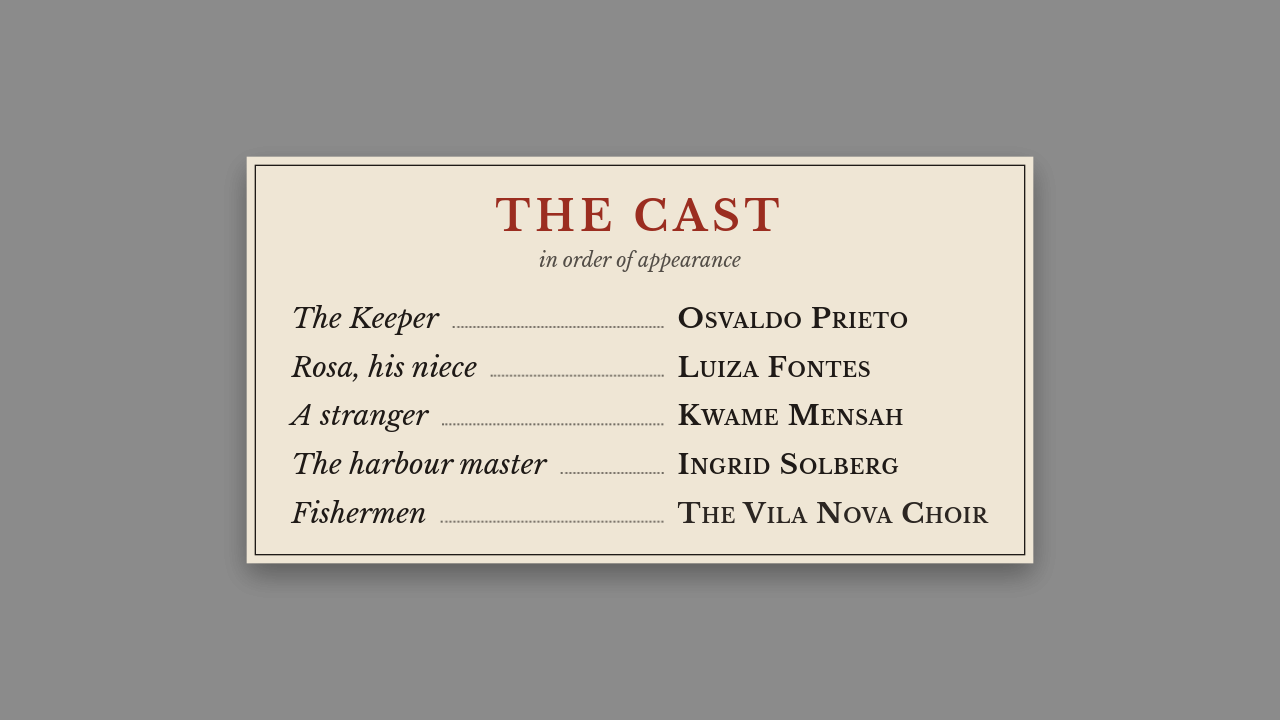 THE CAST
in order of appearance
The Keeper Osvaldo Prieto
Rosa, his niece Luiza Fontes
A stranger Kwame Mensah
The harbour master Ingrid Solberg
Fishermen The Vila Nova Choir